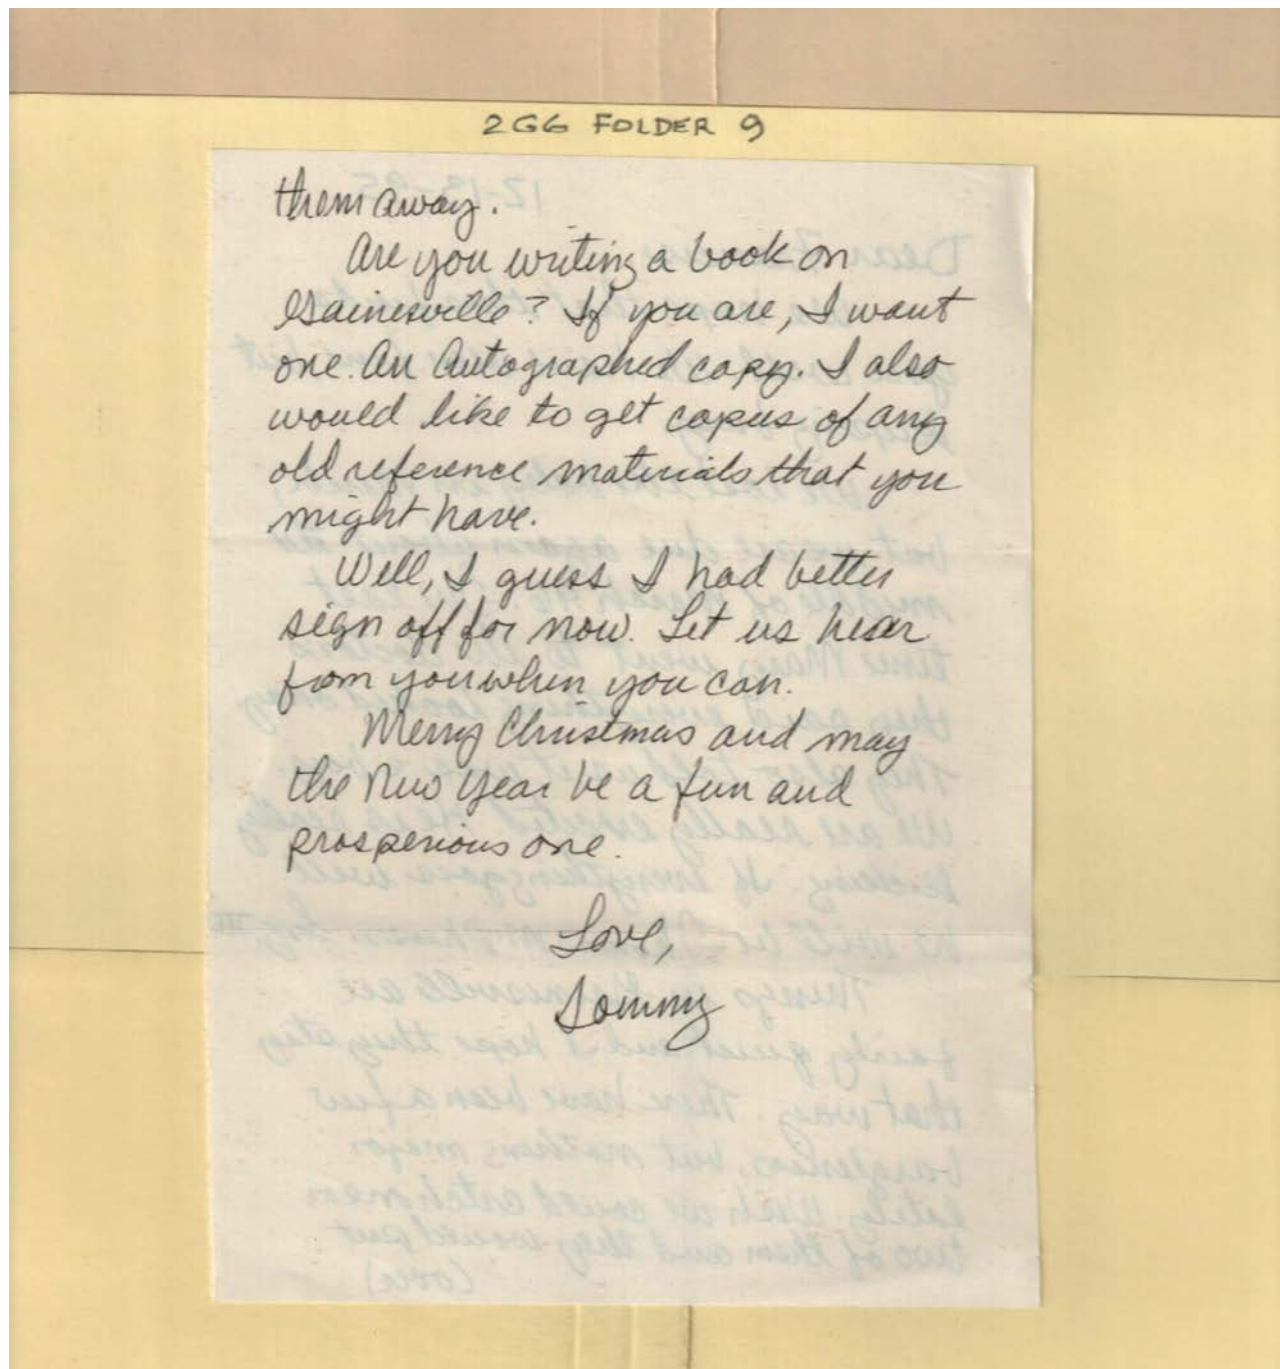 2G6 FOLDER 9
them away.
Are you writing a book on
Gainesville? If you are, I want
one. An Autographed copy. I also
would like to get copies of any
old reference materials that you
might have.
Well, I guess I had better
sign off for now. Let us hear
from you when you can.
Merry Christmas and may
the New Year be a fun and
prosperious one.
Love,
Tommy